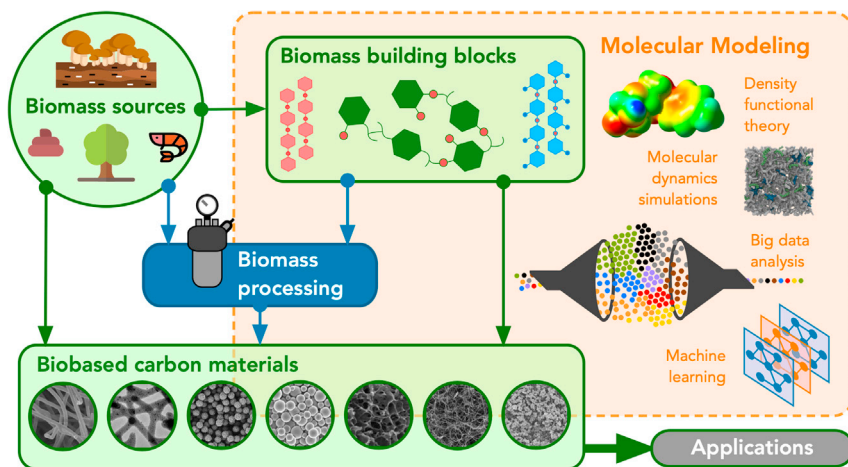 Biomass sources
Biomass building blocks
Molecular Modeling
Density
functional
theory
Molecular
dynamics
simulations
Big data
analysis
Biomass
processing
Machine
learning
Biobased carbon materials
Applications